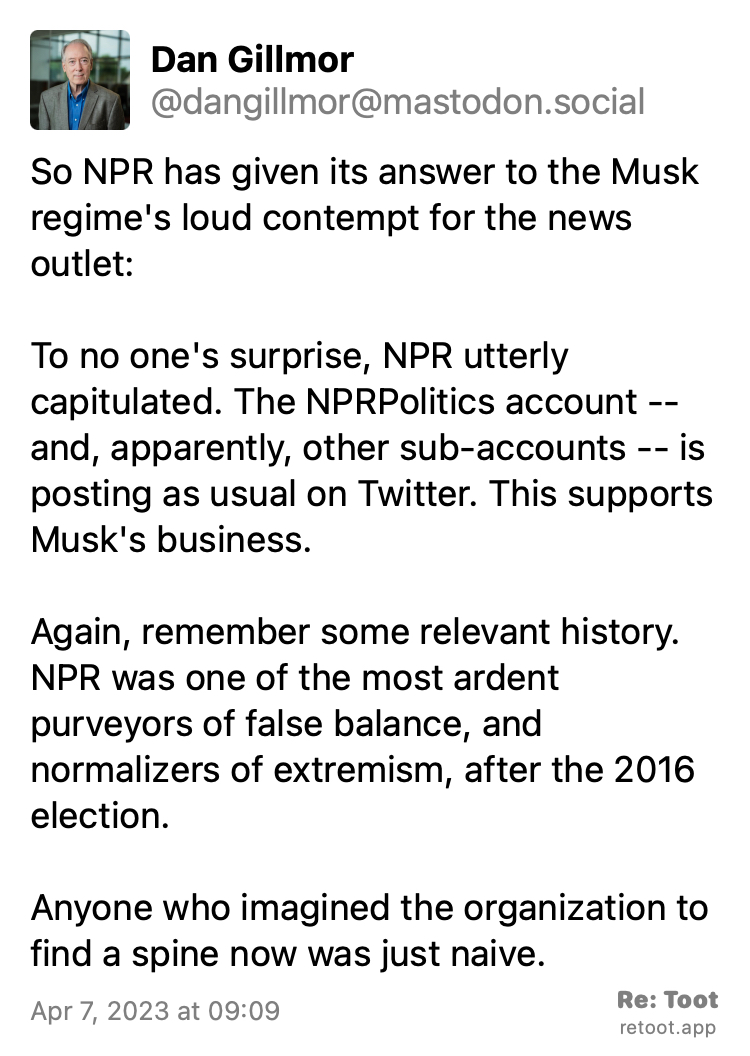 Dan Gillmor
@dangillmor@mastodon.social
So NPR has given its answer to the Musk
regime's loud contempt for the news
outlet:
To no one's surprise, NPR utterly
capitulated. The NPRPolitics account --
and, apparently, other sub-accounts -- is
posting as usual on Twitter. This supports
Musk's business.
Again, remember some relevant history.
NPR was one of the most ardent
purveyors of false balance, and
normalizers of extremism, after the 2016
election.
Anyone who imagined the organization to
find a spine now was just naive.
Apr 7, 2023 at 09:09
Re: Toot
retoot.app